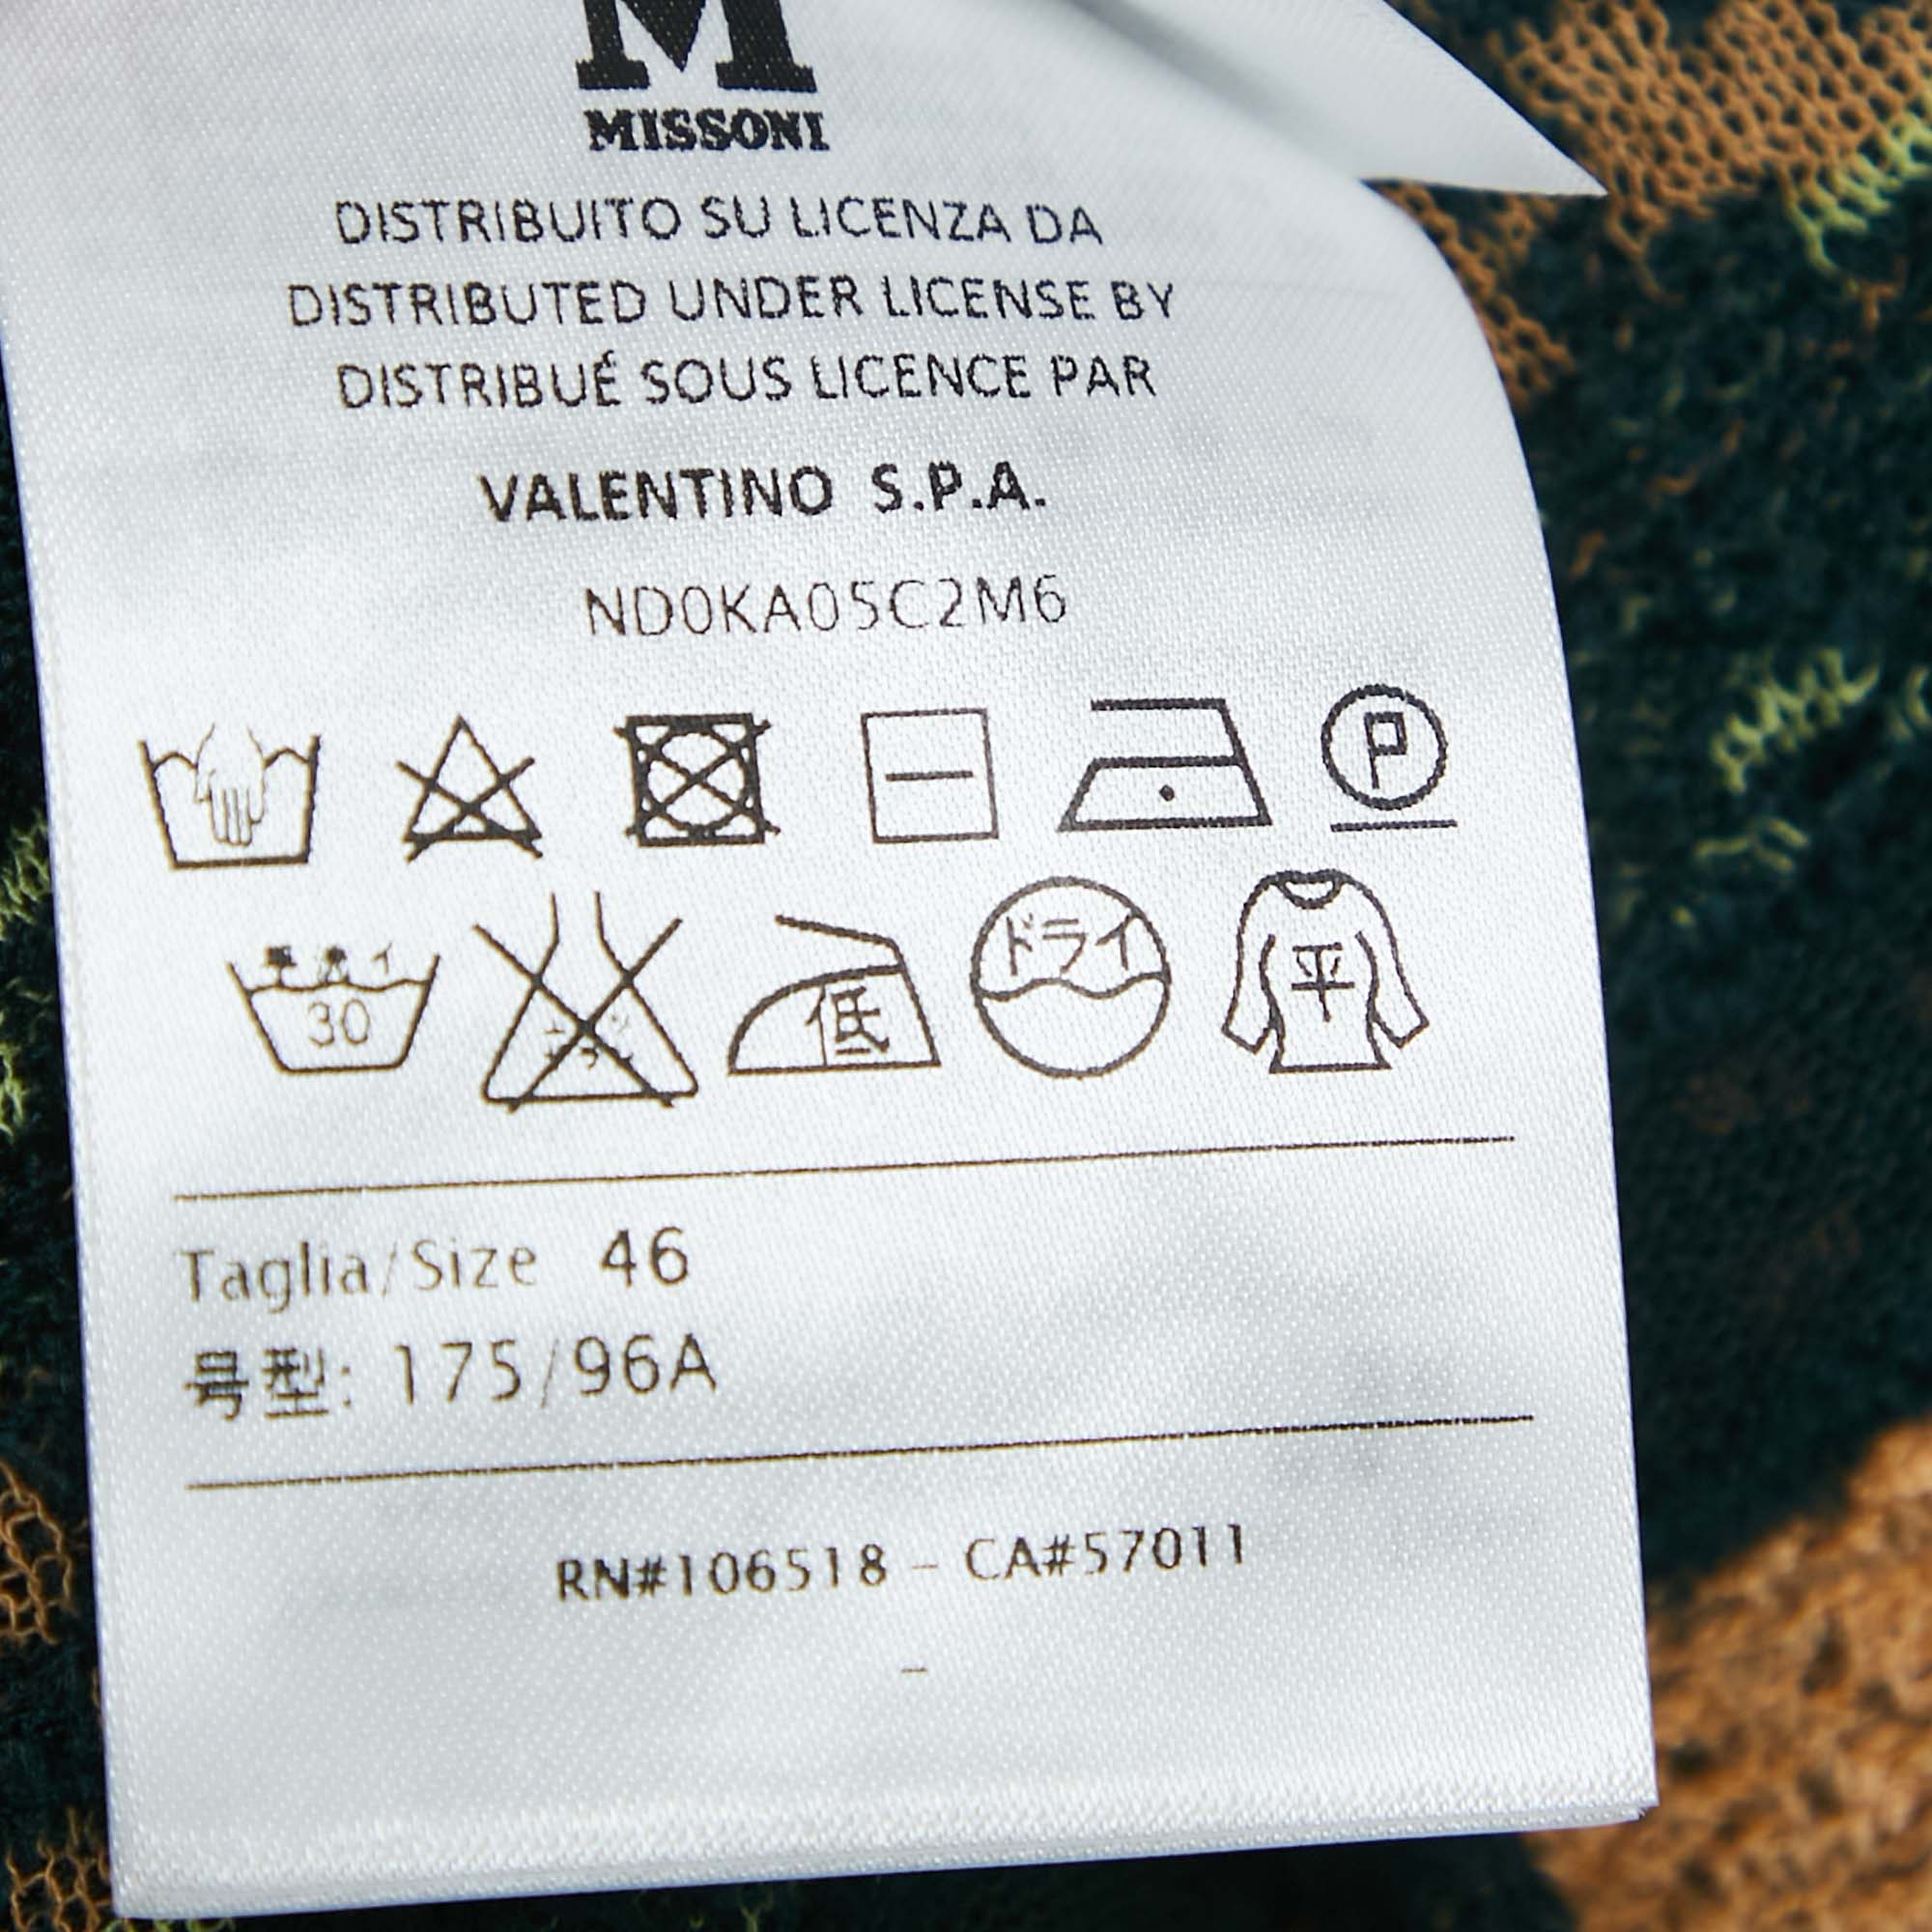 M
MISSONI
DISTRIBUITO SU LICENZA DA
DISTRIBUTED UNDER LICENSE BY
DISTRIBUÉ SOUS LICENCE PAR
VALENTINO S.P.A.
ND0KA05C2M6
P
30
低
ドライ
平
Taglia/Size 46
号型: 175/96A
RN#106518 - CA#57011
-